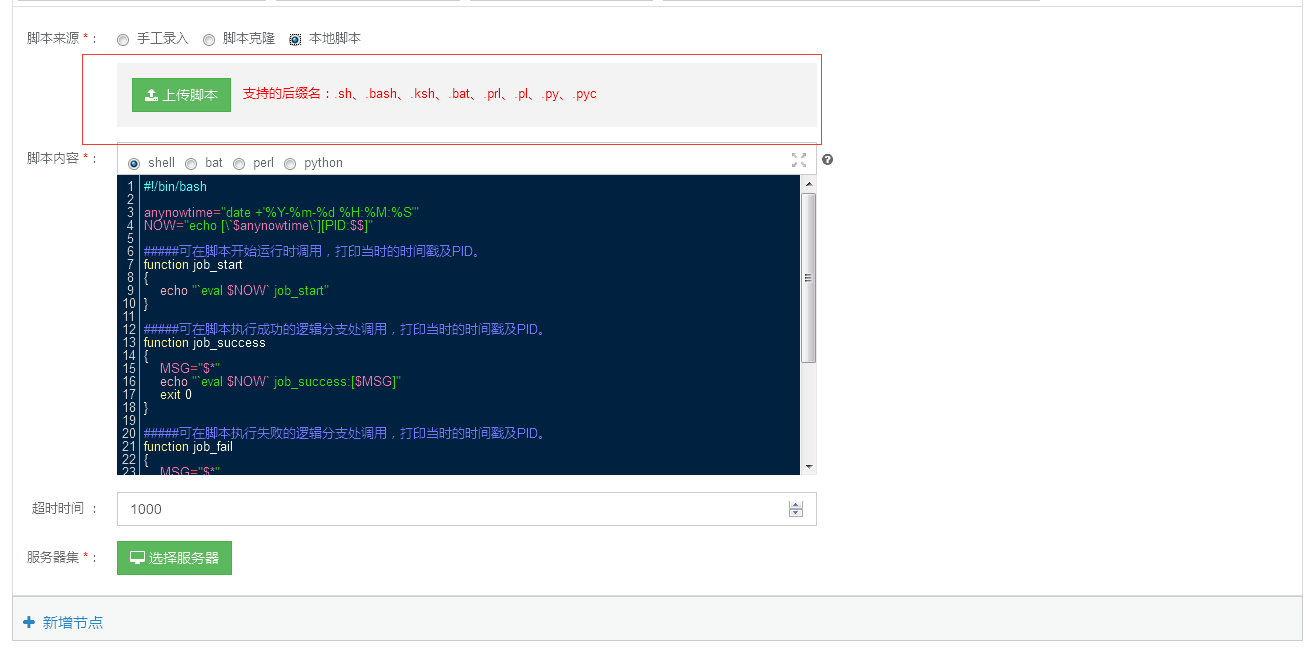 脚本来源 * ： 手工录入 脚本克隆 本地脚本
上传脚本 支持的后缀名：.sh、.bash、.ksh、.bat、.prl、.pl、.py、.pyc
脚本内容 * ： shell bat perl python
1 #!/bin/bash
2
3 anynowtime="date +'%Y-%m-%d %H:%M:%S'"
4 NOW="echo [\`$anynowtime\`][PID:$$]"
5
6 #####可在脚本开始运行时调用，打印当时的时间戳及PID。
7 function job_start
8 {
9     echo "`eval $NOW` job_start"
10 }
11
12 #####可在脚本执行成功的逻辑分支处调用，打印当时的时间戳及PID。
13 function job_success
14 {
15     MSG="$*"
16     echo "`eval $NOW` job_success:[$MSG]"
17     exit 0
18 }
19
20 #####可在脚本执行失败的逻辑分支处调用，打印当时的时间戳及PID。
21 function job_fail
22 {
23     MSG="$*"
超时时间 ： 1000
服务器集 * ： 选择服务器
新增节点